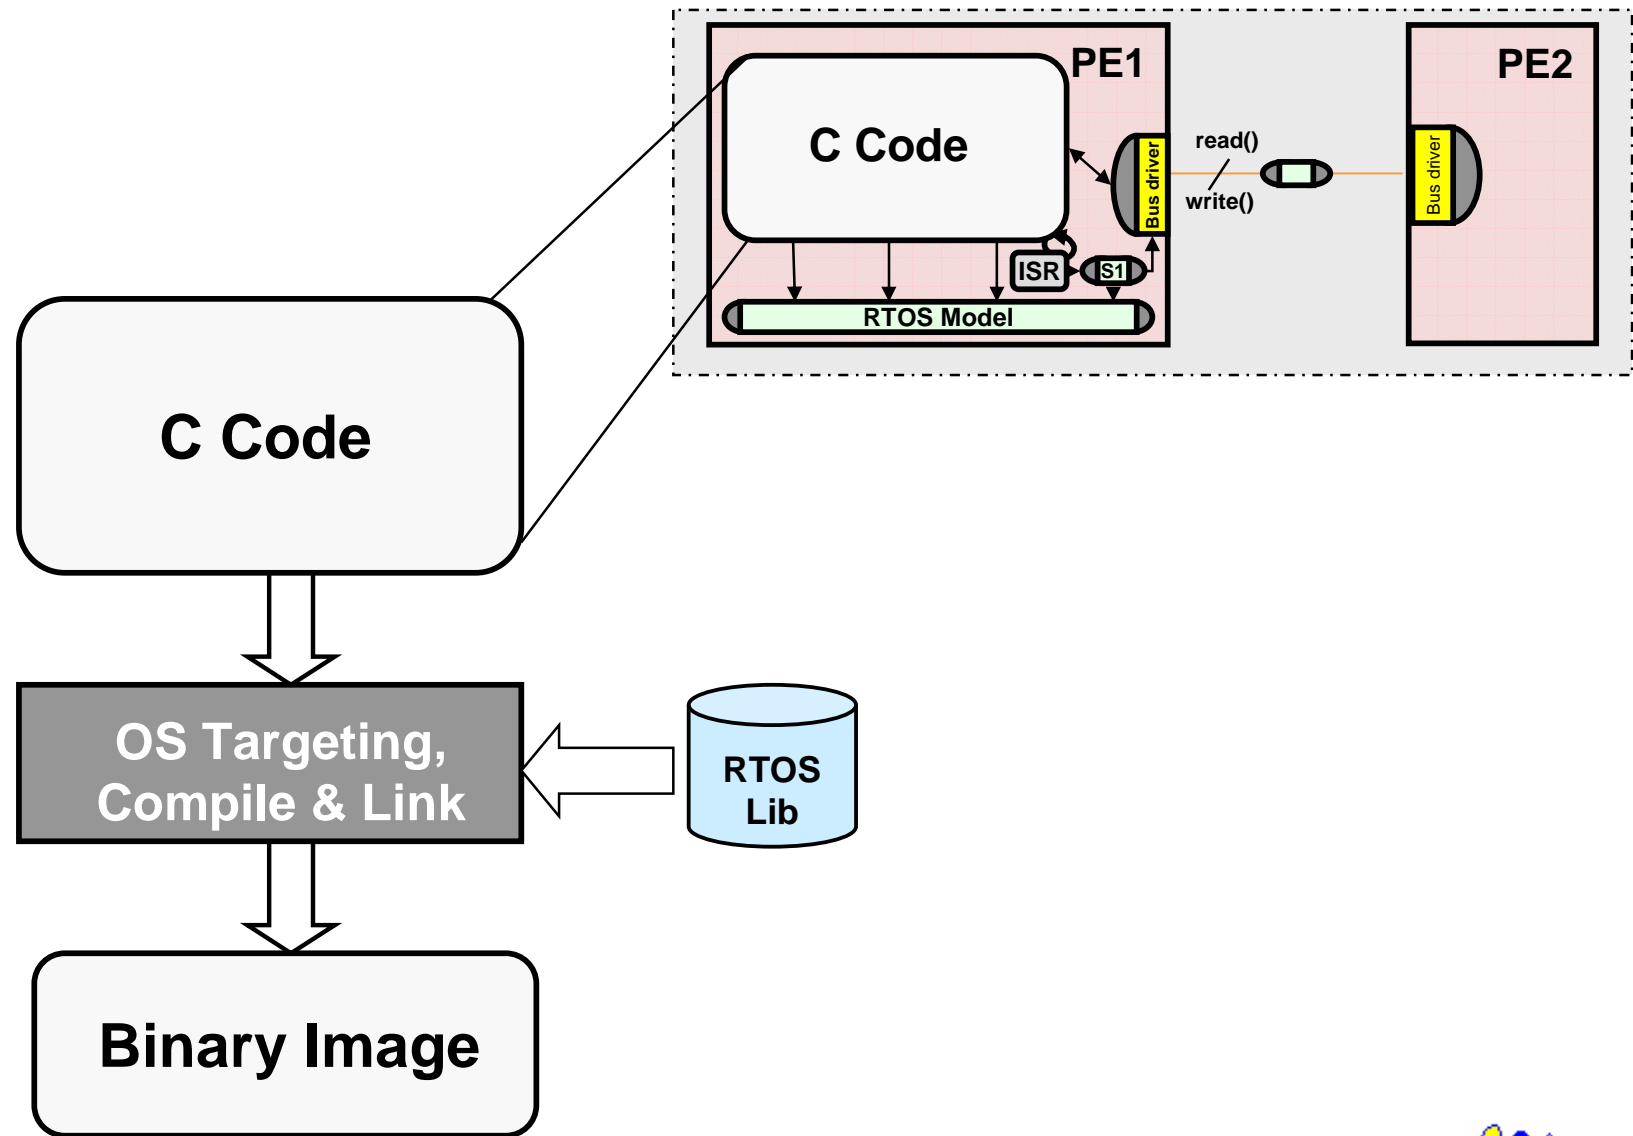 PE1
PE2
C Code
Bus driver
read()
write()
Bus driver
ISR
S1
RTOS Model
C Code
OS Targeting,
Compile & Link
RTOS
Lib
Binary Image